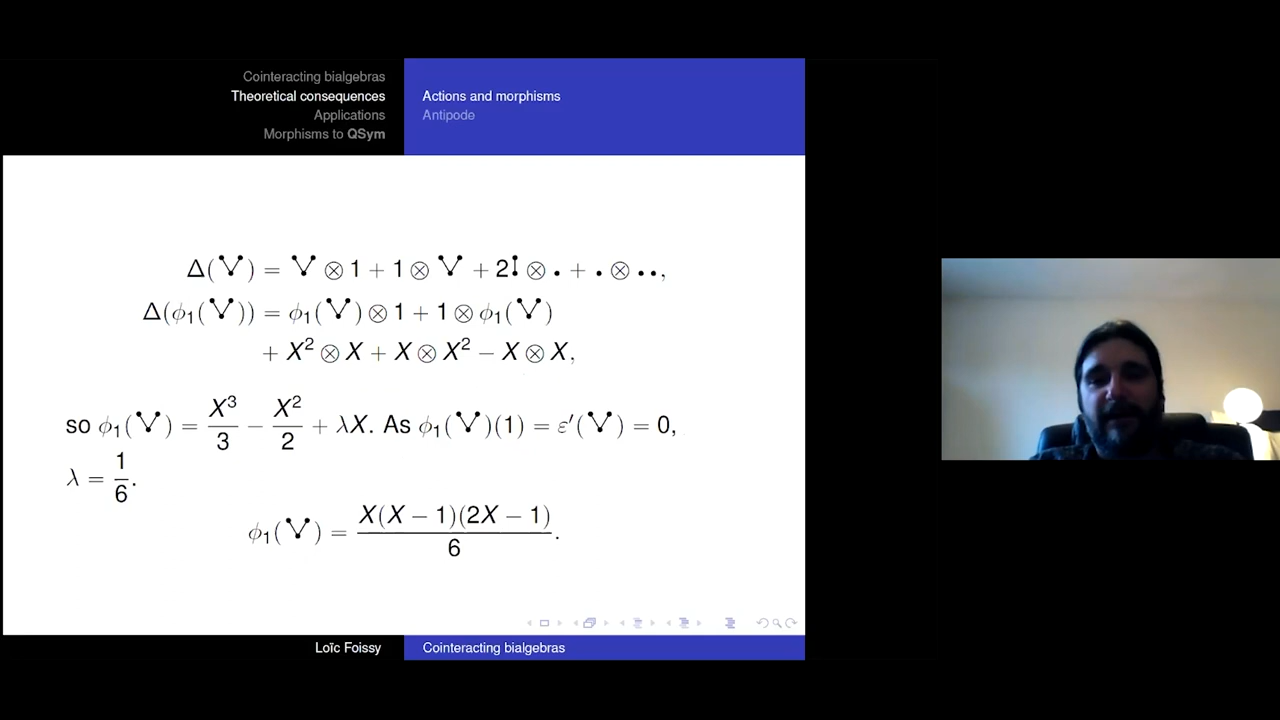 Cointeracting bialgebras
Theoretical consequences
Applications
Morphisms to QSym
Actions and morphisms
Antipode
Δ(V) = V ⊗ 1 + 1 ⊗ V + 2⁞ ⊗ . + . ⊗ . .,
Δ(ϕ₁(V)) = ϕ₁(V) ⊗ 1 + 1 ⊗ ϕ₁(V)
+ X² ⊗ X + X ⊗ X² − X ⊗ X,
so ϕ₁(V) = X³/3 − X²/2 + λX. As ϕ₁(V)(1) = ε′(V) = 0,
λ = 1/6.
ϕ₁(V) = X(X − 1)(2X − 1)/6.
Loïc Foissy
Cointeracting bialgebras